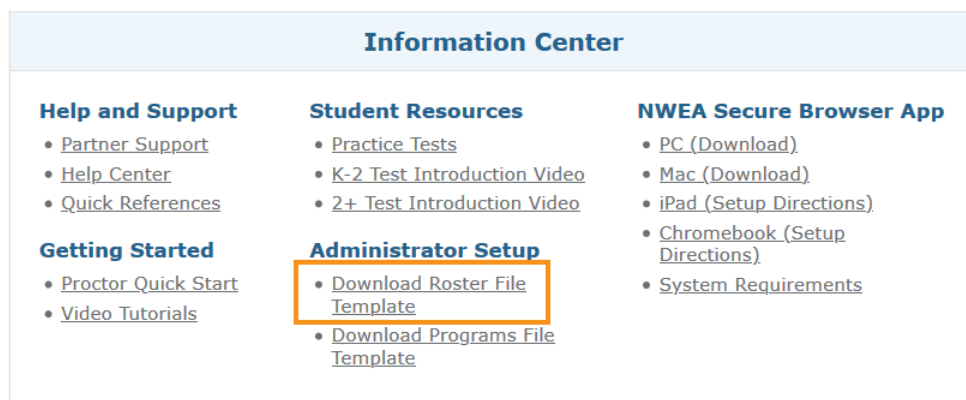 Information Center
Help and Support
• Partner Support
• Help Center
• Quick References
Getting Started
• Proctor Quick Start
• Video Tutorials
Student Resources
• Practice Tests
• K-2 Test Introduction Video
• 2+ Test Introduction Video
Administrator Setup
• Download Roster File
Template
• Download Programs File
Template
NWEA Secure Browser App
• PC (Download)
• Mac (Download)
• iPad (Setup Directions)
• Chromebook (Setup
Directions)
• System Requirements